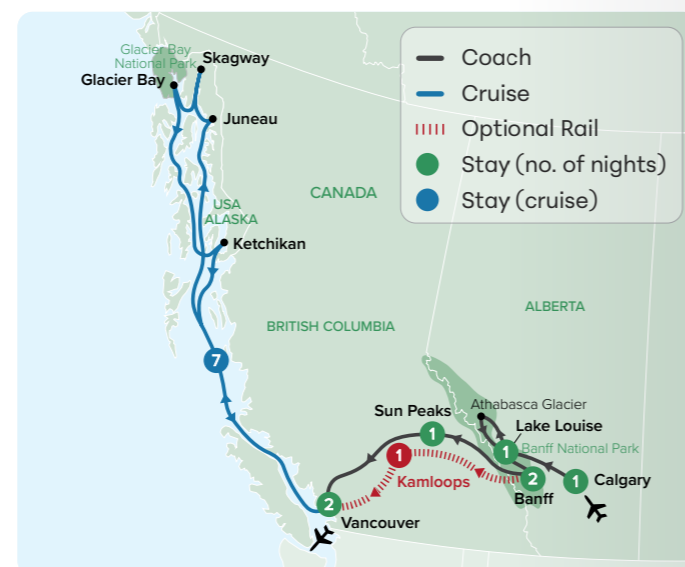 Glacier Bay
National Park
Skagway
Glacier Bay
Juneau
Coach
Cruise
Optional Rail
Stay (no. of nights)
Stay (cruise)
CANADA
USA
ALASKA
Ketchikan
ALBERTA
BRITISH COLUMBIA
7
Athabasca Glacier
Sun Peaks
1
Lake Louise
1
Banff National Park
1
Kamloops
2
Banff
1
Calgary
2
Vancouver